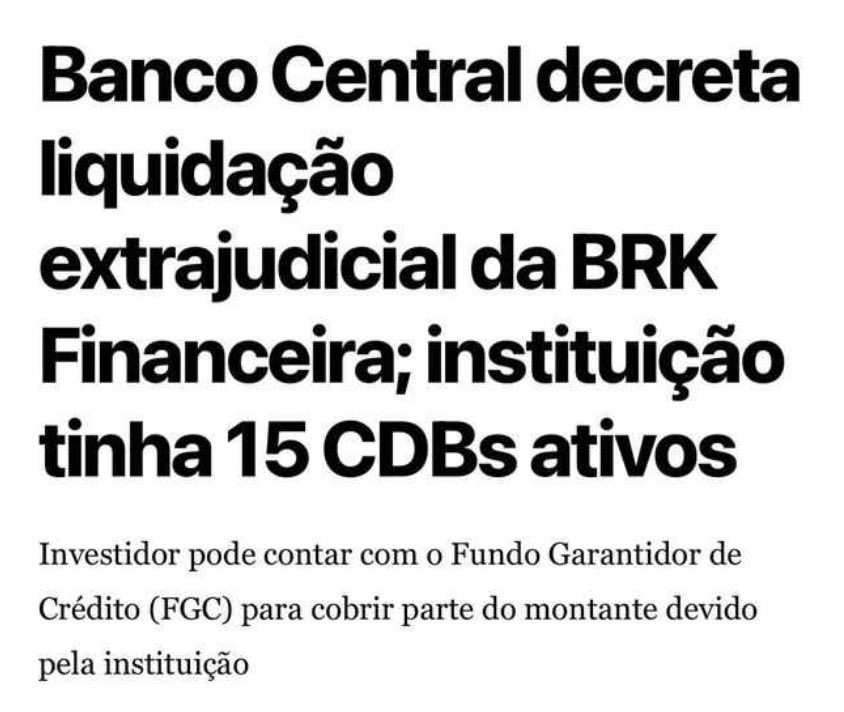 Banco Central decreta
liquidação
extrajudicial da BRK
Financeira; instituição
tinha 15 CDBs ativos
Investidor pode contar com o Fundo Garantidor de
Crédito (FGC) para cobrir parte do montante devido
pela instituição